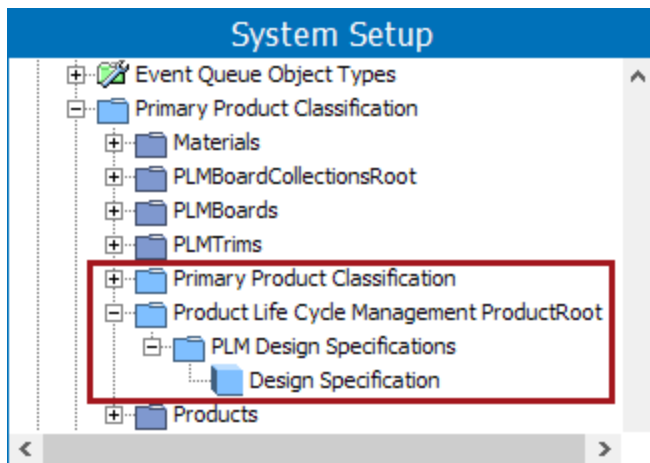 System Setup
Event Queue Object Types
Primary Product Classification
Materials
PLMBoardCollectionsRoot
PLMBoards
PLMTrims
Primary Product Classification
Product Life Cycle Management ProductRoot
PLM Design Specifications
Design Specification
Products